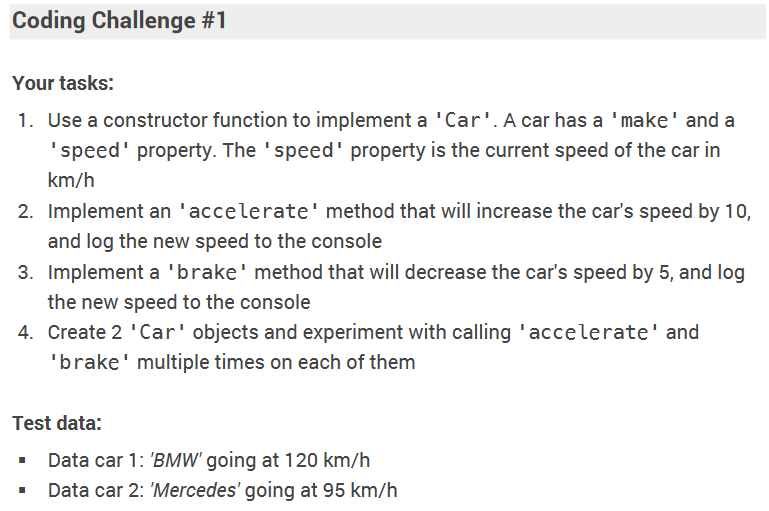 Coding Challenge #1
Your tasks:
1. Use a constructor function to implement a 'Car'. A car has a 'make' and a
'speed' property. The 'speed' property is the current speed of the car in
km/h
2. Implement an 'accelerate' method that will increase the car's speed by 10,
and log the new speed to the console
3. Implement a 'brake' method that will decrease the car's speed by 5, and log
the new speed to the console
4. Create 2 'Car' objects and experiment with calling 'accelerate' and
'brake' multiple times on each of them
Test data:
▪ Data car 1: 'BMW' going at 120 km/h
▪ Data car 2: 'Mercedes' going at 95 km/h